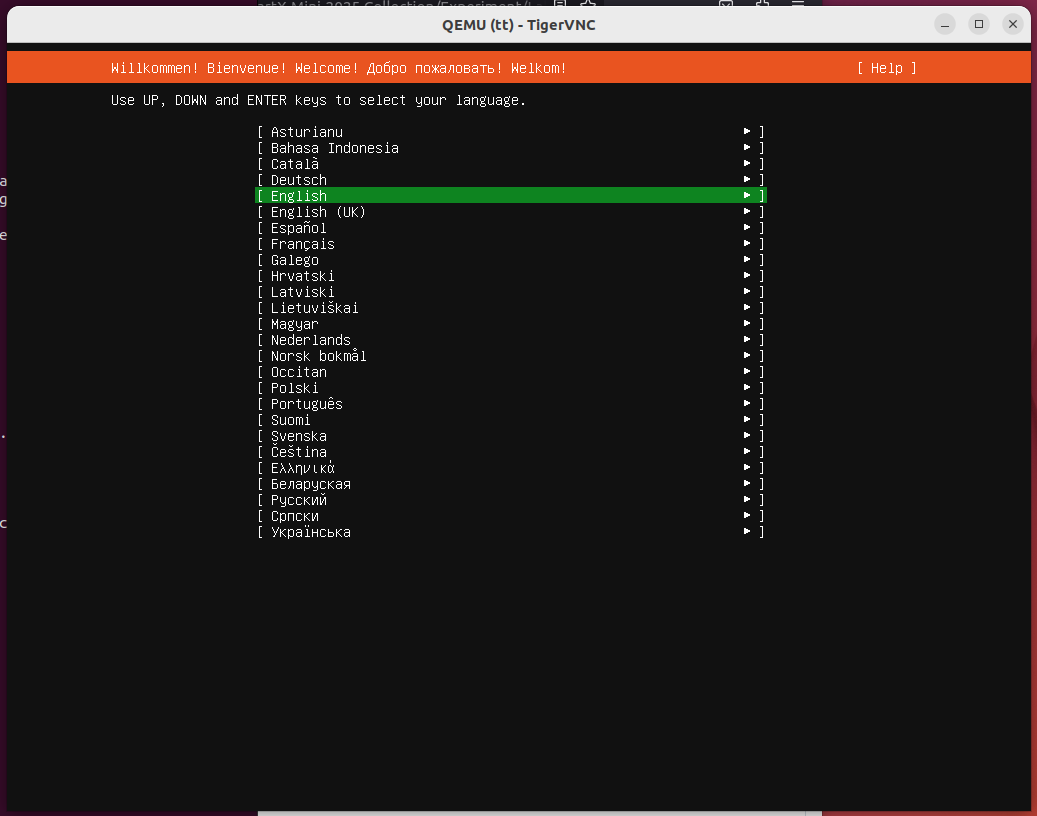 QEMU (tt) - TigerVNC
Willkommen! Bienvenue! Welcome! Добро пожаловать! Welkom! [ Help ]
Use UP, DOWN and ENTER keys to select your language.
[ Asturianu ▸ ]
[ Bahasa Indonesia ▸ ]
[ Català ▸ ]
[ Deutsch ▸ ]
[ English ▸ ]
[ English (UK) ▸ ]
[ Español ▸ ]
[ Français ▸ ]
[ Galego ▸ ]
[ Hrvatski ▸ ]
[ Latviski ▸ ]
[ Lietuviškai ▸ ]
[ Magyar ▸ ]
[ Nederlands ▸ ]
[ Norsk bokmål ▸ ]
[ Occitan ▸ ]
[ Polski ▸ ]
[ Português ▸ ]
[ Suomi ▸ ]
[ Svenska ▸ ]
[ Čeština ▸ ]
[ Ελληνικά ▸ ]
[ Беларуская ▸ ]
[ Русский ▸ ]
[ Српски ▸ ]
[ Українська ▸ ]